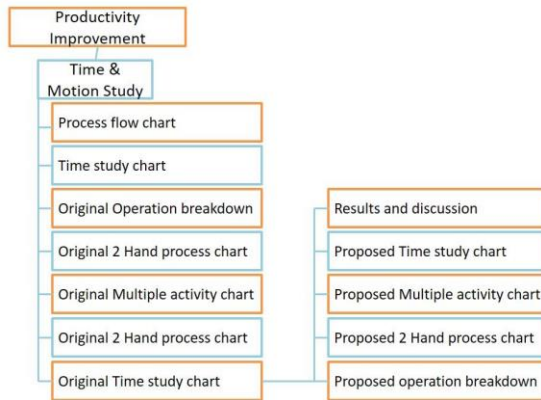 Productivity
Improvement
Time &
Motion Study
Process flow chart
Time study chart
Original Operation breakdown
Original 2 Hand process chart
Original Multiple activity chart
Original 2 Hand process chart
Original Time study chart
Results and discussion
Proposed Time study chart
Proposed Multiple activity chart
Proposed 2 Hand process chart
Proposed operation breakdown